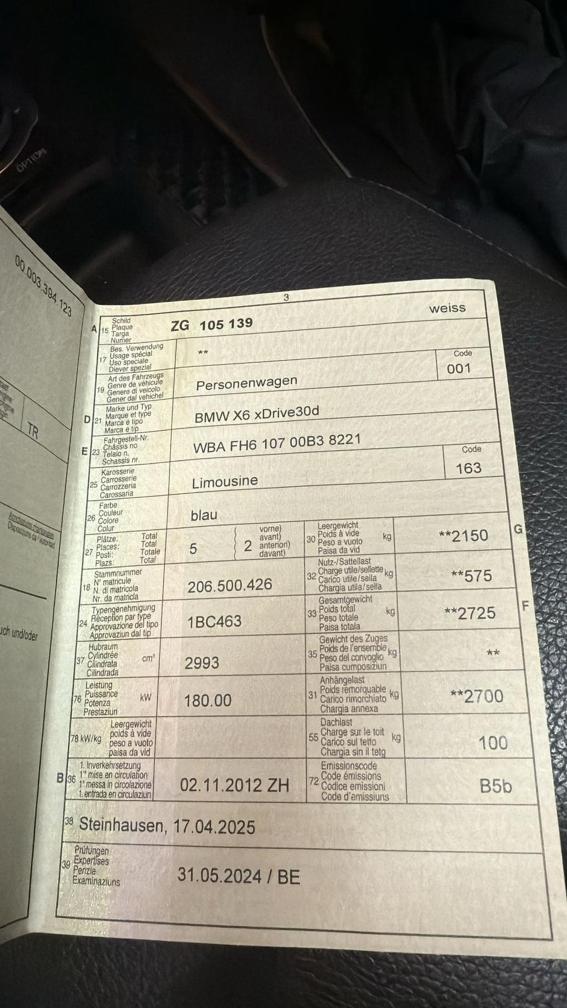 OPTION
00.003.394.123
TR
uch und/oder
3
A 15 Schild
Plaque
Targa
Numer
ZG 105 139
weiss
17 Bes. Verwendung
Usage spécial
Uso speciale
Diever spezial
**
19 Art des Fahrzeugs
Genre de véhicule
Genere di veicolo
Gener dal vehichel
Personenwagen
Code
001
D 21 Marke und Typ
Marque et type
Marca e tipo
Marca e tip
BMW X6 xDrive30d
E 23 Fahrgestell-Nr.
Châssis no
Telaio n.
Schassis nr.
WBA FH6 107 00B3 8221
25 Karosserie
Carrosserie
Carrozzeria
Carossaria
Limousine
Code
163
26 Farbe
Couleur
Colore
Colur
blau
27 Plätze: Total
Places: Total
Posti: Totale
Plazs: Total
5
2
vorne)
avant)
anteriori)
davant)
30 Leergewicht
Poids à vide kg
Peso a vuoto
Paisa da vid
**2150
G
18 Stammnummer
N° matricule
N. di matricola
Nr. da matricla
206.500.426
32 Nutz-/Sattellast
Charge utile/sellette kg
Carico utile/sella
Chargia utila/sella
**575
24 Typengenehmigung
Réception par type
Approvazione del tipo
Approvaziun dal tip
1BC463
33 Gesamtgewicht
Poids total kg
Peso totale
Paisa totala
**2725
F
37 Hubraum
Cylindrée cm³
Cilindrata
Cilindrada
2993
35 Gewicht des Zuges
Poids de l'ensemble
Peso del convoglio kg
Paisa cumposiziun
**
76 Leistung
Puissance kW
Potenza
Prestaziun
180.00
31 Anhängelast
Poids remorquable kg
Carico rimorchiato
Chargia annexa
**2700
78 kW/kg Leergewicht
poids à vide
peso a vuoto
paisa da vid
55 Dachlast
Charge sur le toit kg
Carico sul tetto
Chargia sin il tetg
100
B 36 1. Inverkehrsetzung
1re mise en circulation
1a messa in circolazione
1. entrada en circulaziun
02.11.2012 ZH
72 Emissionscode
Code émissions
Codice emissioni
Code d'emissiuns
B5b
38 Steinhausen, 17.04.2025
39 Prüfungen
Expertises
Perizie
Examinaziuns
31.05.2024 / BE